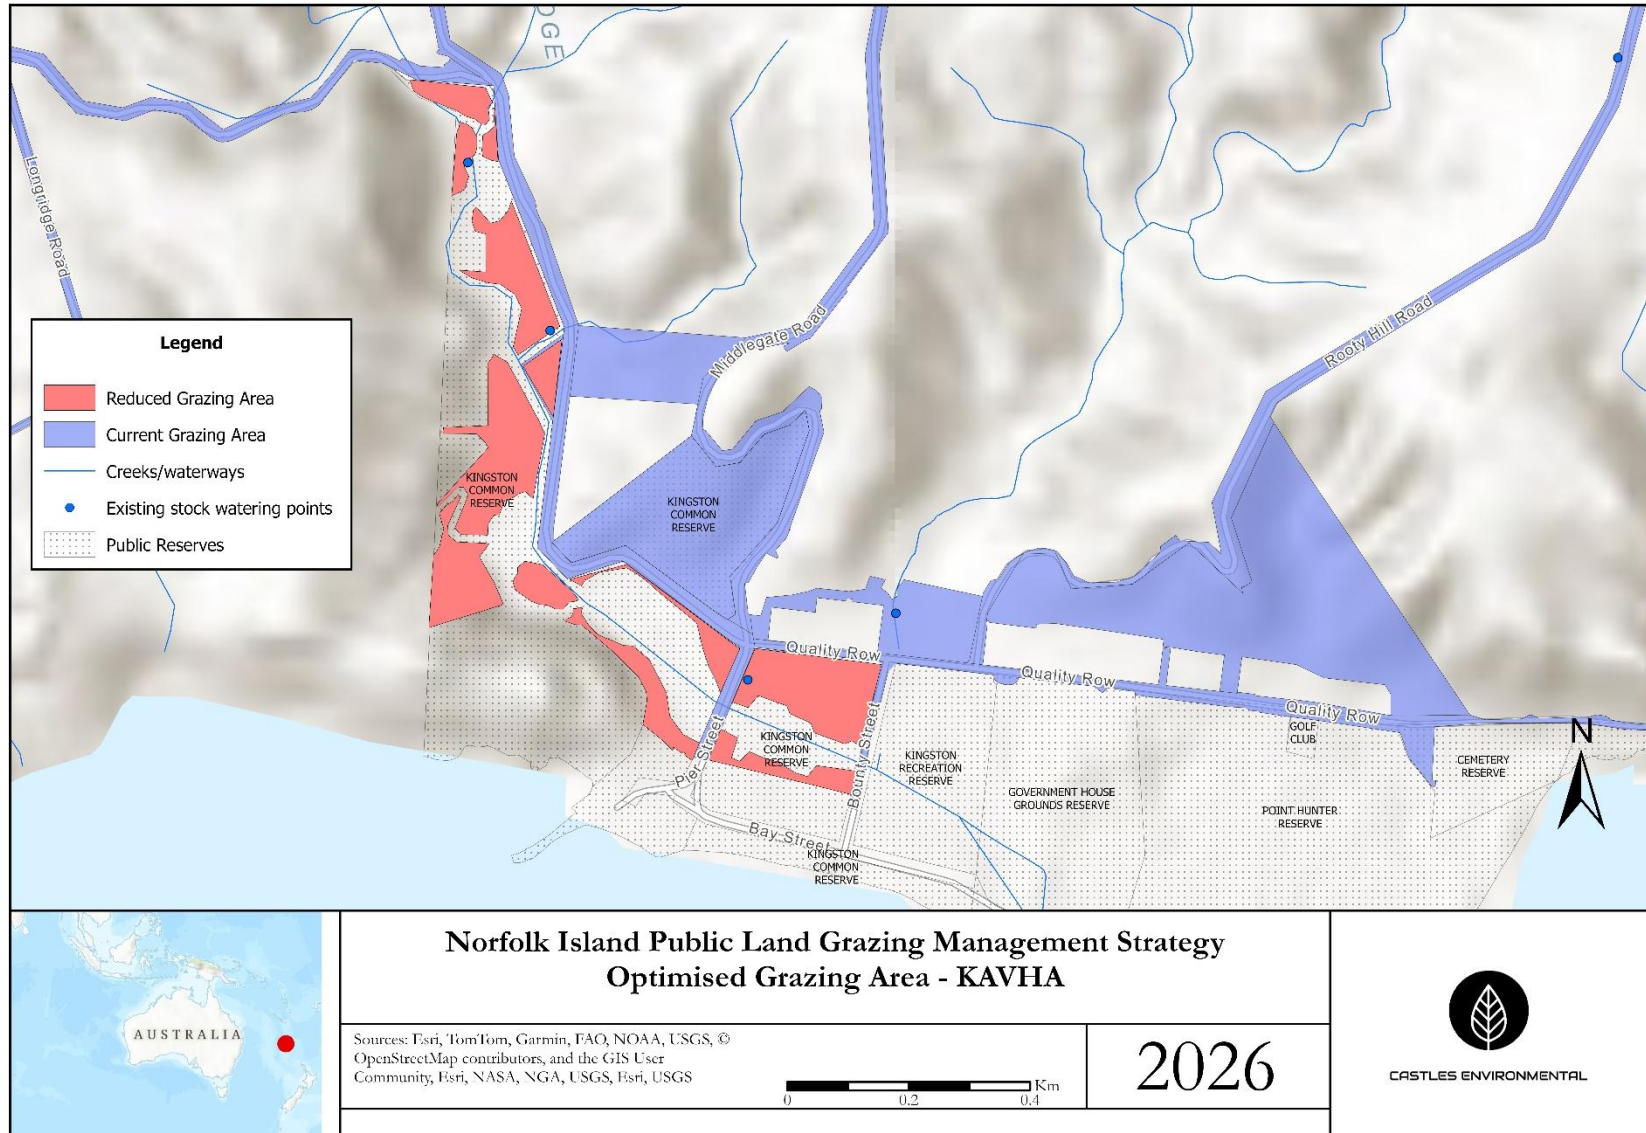 DGE
Longridge Road
Middlegate Road
Rooty Hill Road
Legend
Reduced Grazing Area
Current Grazing Area
Creeks/waterways
Existing stock watering points
Public Reserves
KINGSTON
COMMON
RESERVE
KINGSTON
COMMON
RESERVE
Quality Row
Quality Row
Quality Row
Pier Street
Bounty Street
Bay Street
KINGSTON
COMMON
RESERVE
KINGSTON
RECREATION
RESERVE
GOVERNMENT HOUSE
GROUNDS RESERVE
GOLF
CLUB
POINT HUNTER
RESERVE
CEMETERY
RESERVE
KINGSTON
COMMON
RESERVE
N
AUSTRALIA
Norfolk Island Public Land Grazing Management Strategy
Optimised Grazing Area - KAVHA
Sources: Esri, TomTom, Garmin, FAO, NOAA, USGS, ©
OpenStreetMap contributors, and the GIS User
Community, Esri, NASA, NGA, USGS, Esri, USGS
Km
0 0.2 0.4
2026
CASTLES ENVIRONMENTAL